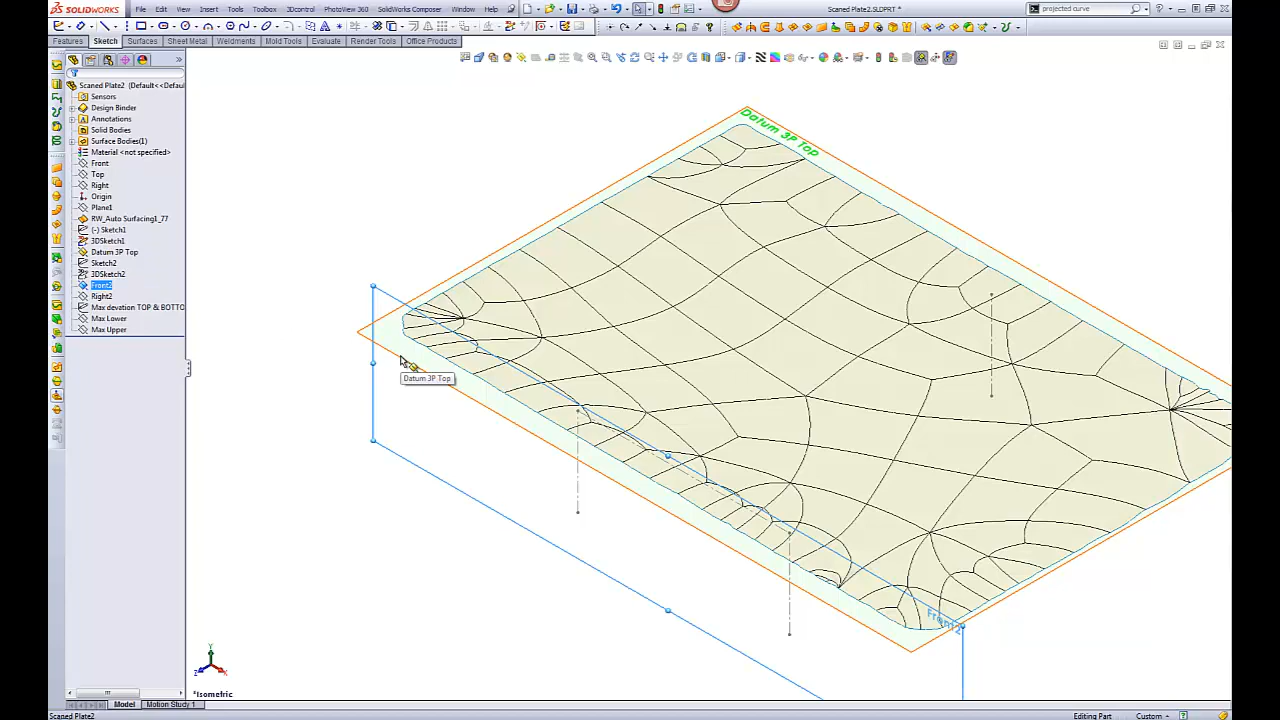 SOLIDWORKS
File Edit View Insert Tools Toolbox 3Dcontrol PhotoView 360 SolidWorks Composer Window Help
Scaned Plate2.SLDPRT *
projected curve
Features Sketch Surfaces Sheet Metal Weldments Mold Tools Evaluate Render Tools Office Products
Scaned Plate2 (Default<<Defau
Sensors
Design Binder
Annotations
Solid Bodies
Surface Bodies(1)
Material <not specified>
Front
Top
Right
Origin
Plane1
RW_Auto Surfacing1_77
(-) Sketch1
3DSketch1
Datum 3P Top
Sketch2
3DSketch2
Front2
Right2
Max devation TOP & BOTTO
Max Lower
Max Upper
Datum 3P Top
Datum 3P Top
Front2
Y
Z
X
*Isometric
Model Motion Study 1
Scaned Plate2
Editing Part
Custom